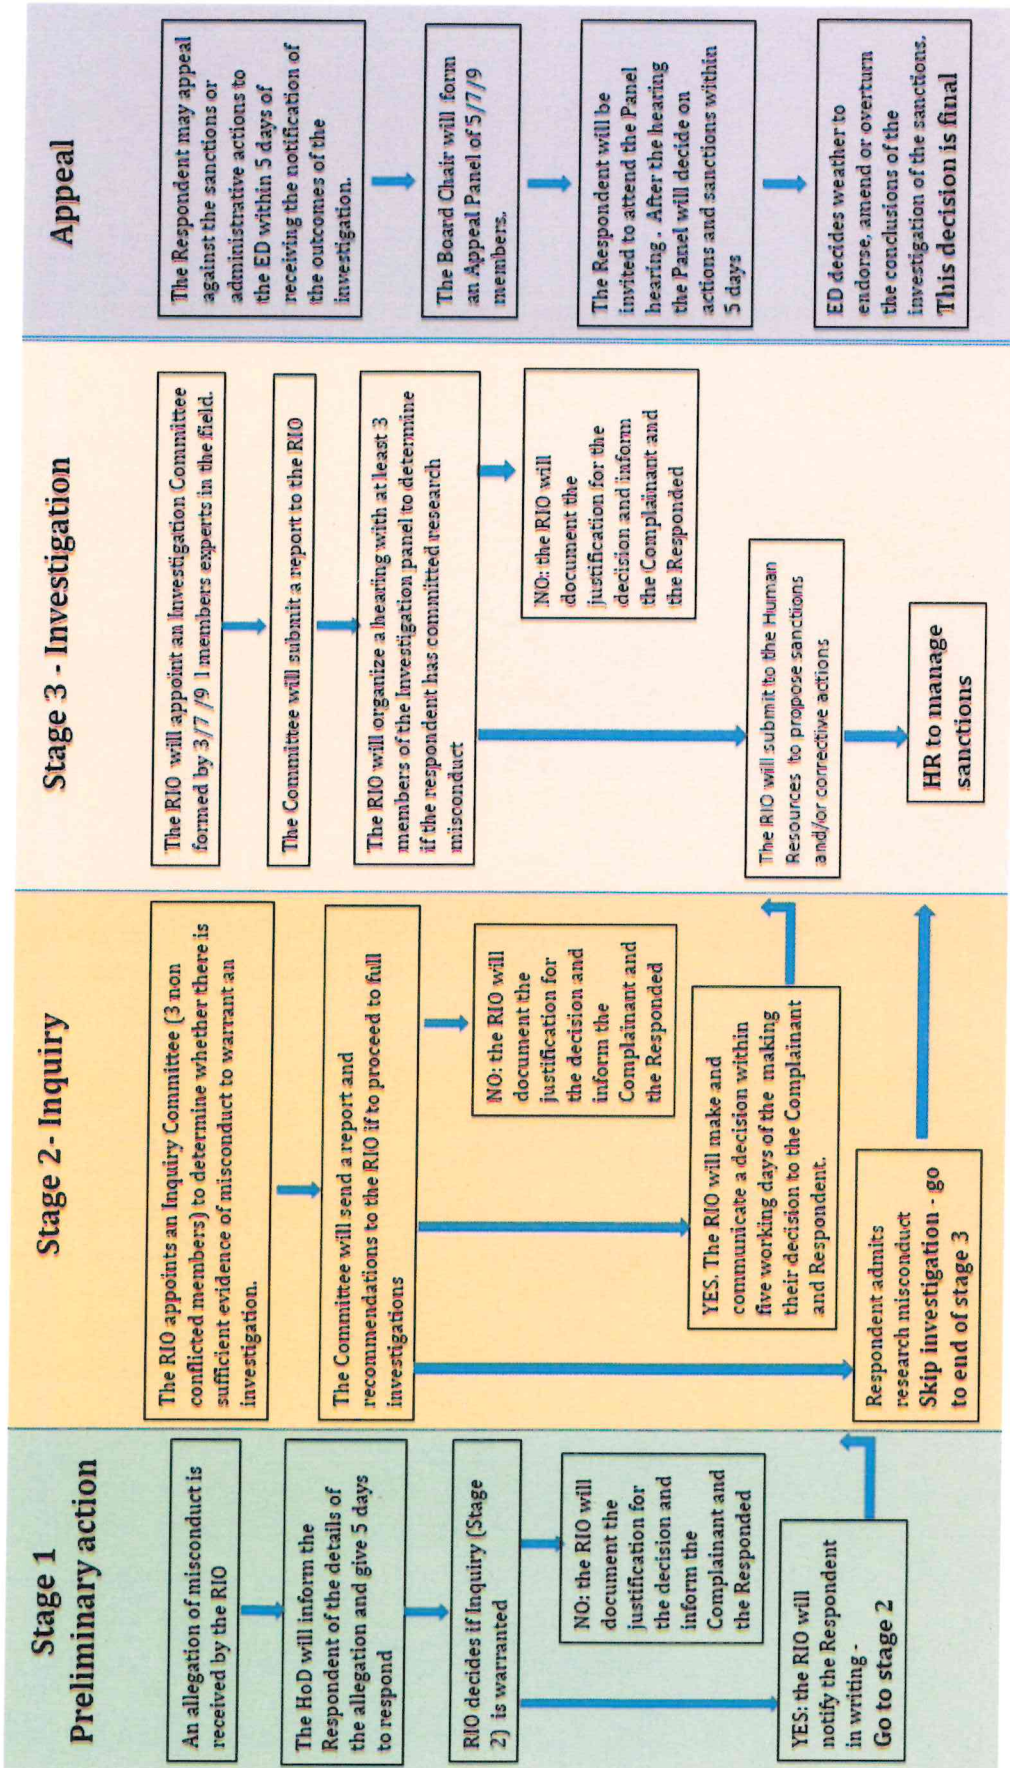 Stage 1
Preliminary action
An allegation of misconduct is
received by the RIO
The HoD will inform the
Respondent of the details of
the allegation and give 5 days
to respond
RIO decides if Inquiry (Stage
2) is warranted
NO: the RIO will
document the
justification for
the decision and
inform the
Complainant and
the Responded
YES: the RIO will
notify the Respondent
in writing -
Go to stage 2
Stage 2 - Inquiry
The RIO appoints an Inquiry Committee (3 non
conflicted members) to determine whether there is
sufficient evidence of misconduct to warrant an
investigation.
The Committee will send a report and
recommendations to the RIO if to proceed to full
investigations
NO: the RIO will
document the
justification for
the decision and
inform the
Complainant and
the Responded
YES. The RIO will make and
communicate a decision within
five working days of the making
their decision to the Complainant
and Respondent.
Respondent admits
research misconduct
Skip investigation - go
to end of stage 3
Stage 3 - Investigation
The RIO will appoint an Investigation Committee
formed by 3/7/9 1 members experts in the field.
The Committee will submit a report to the RIO
The RIO will organize a hearing with at least 3
members of the Investigation panel to determine
if the respondent has committed research
misconduct
NO: the RIO will
document the
justification for the
decision and inform
the Complainant and
the Responded
The RIO will submit to the Human
Resources to propose sanctions
and/or corrective actions
HR to manage
sanctions
Appeal
The Respondent may appeal
against the sanctions or
administrative actions to
the ED within 5 days of
receiving the notification of
the outcomes of the
investigation.
The Board Chair will form
an Appeal Panel of 5/7/9
members.
The Respondent will be
invited to attend the Panel
hearing. After the hearing
the Panel will decide on
actions and sanctions within
5 days
ED decides weather to
endorse, amend or overturn
the conclusions of the
investigation of the sanctions.
This decision is final